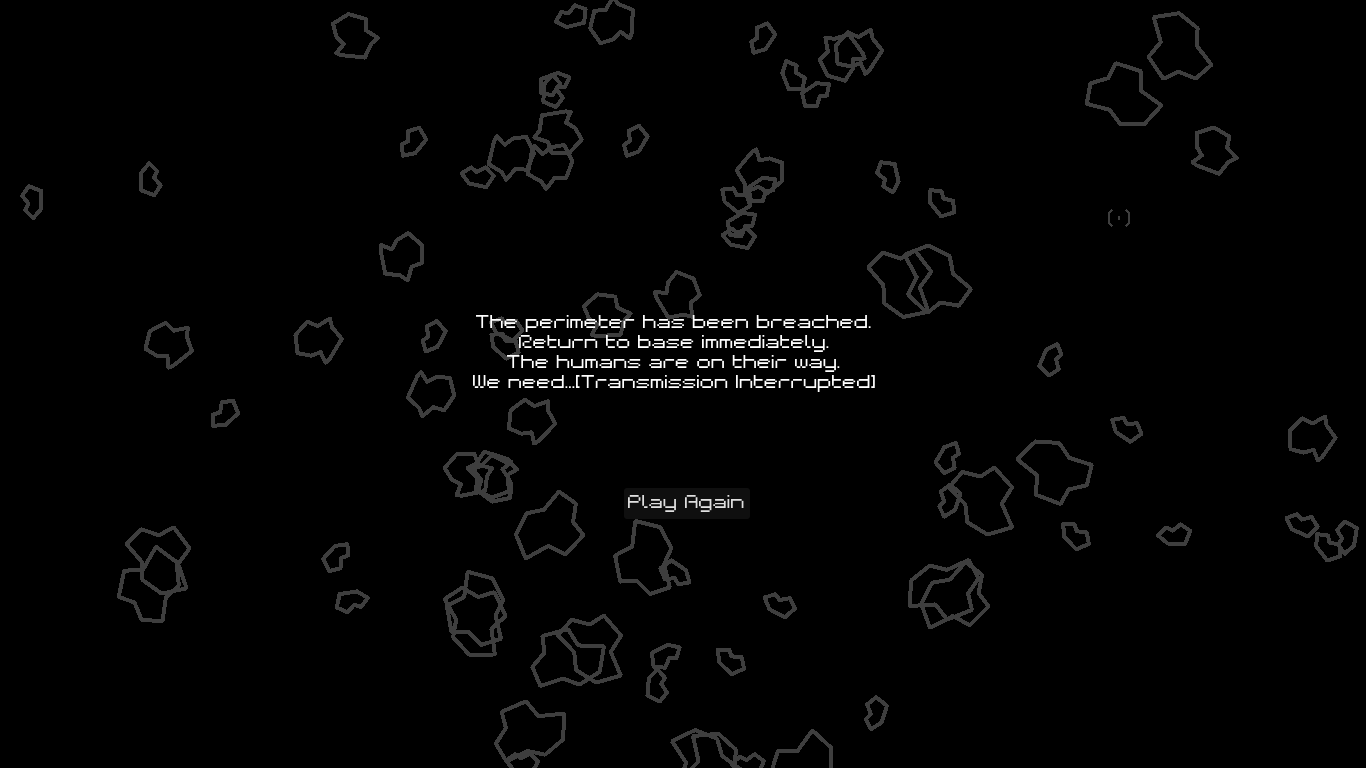 The perimeter has been breached.
Return to base immediately.
The humans are on their way.
We need...[Transmission Interrupted]
Play Again